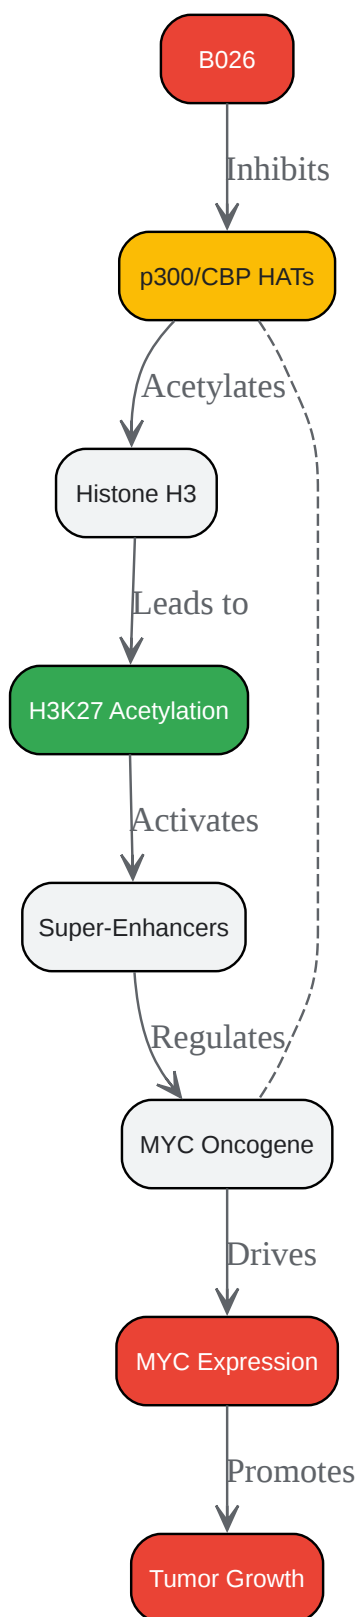 B026
Inhibits
p300/CBP HATs
Acetylates
Histone H3
Leads to
H3K27 Acetylation
Activates
Super-Enhancers
Regulates
MYC Oncogene
Drives
MYC Expression
Promotes
Tumor Growth